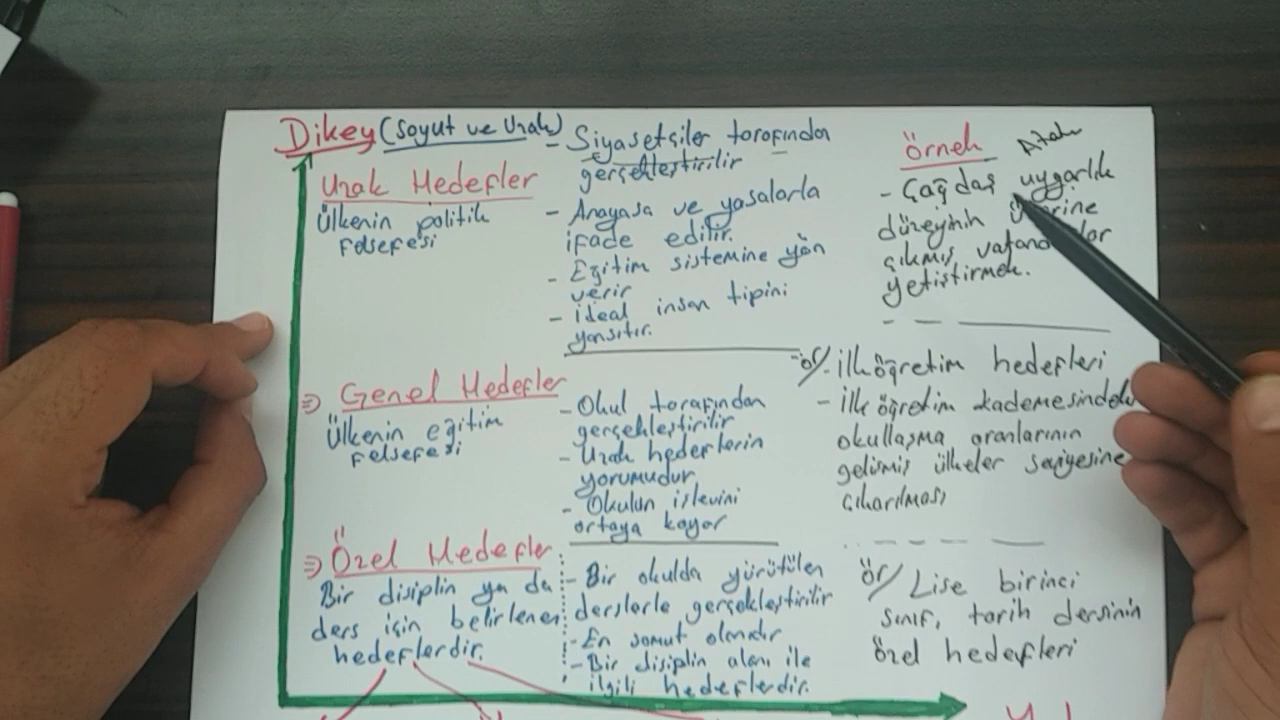 Dikey (Soyut ve Uzak)
Uzak Hedefler
Ülkenin politik
Felsefesi
- Siyasetçiler tarafından
gerçekleştirilir
- Anayasa ve yasalarla
ifade edilir.
- Eğitim sistemine yön
verir
- ideal insan tipini
yansıtır.
Örnek
- Çağdaş uygarlık
düzeyinin
çıkmış
yetiştirmek.
⇒ Genel Hedefler
Ülkenin eğitim
felsefesi
- Okul tarafından
gerçekleştirilir
- Uzak hedeflerin
yorumudur
- Okulun işlevini
ortaya koyar
ör/ ilköğretim hedefleri
- ilk öğretim kademesindeki
okullaşma oranlarının
gelişmiş ülkeler seviyesine
çıkarılması
⇒ Özel Hedefler
Bir disiplin ya da
ders için belirlenen
hedeflerdir.
- Bir okulda yürütülen
derslerle gerçekleştirilir
- En somut olanıdır
- Bir disiplin alanı ile
ilgili hedeflerdir.
ör/ Lise birinci
sınıf, tarih dersinin
özel hedefleri